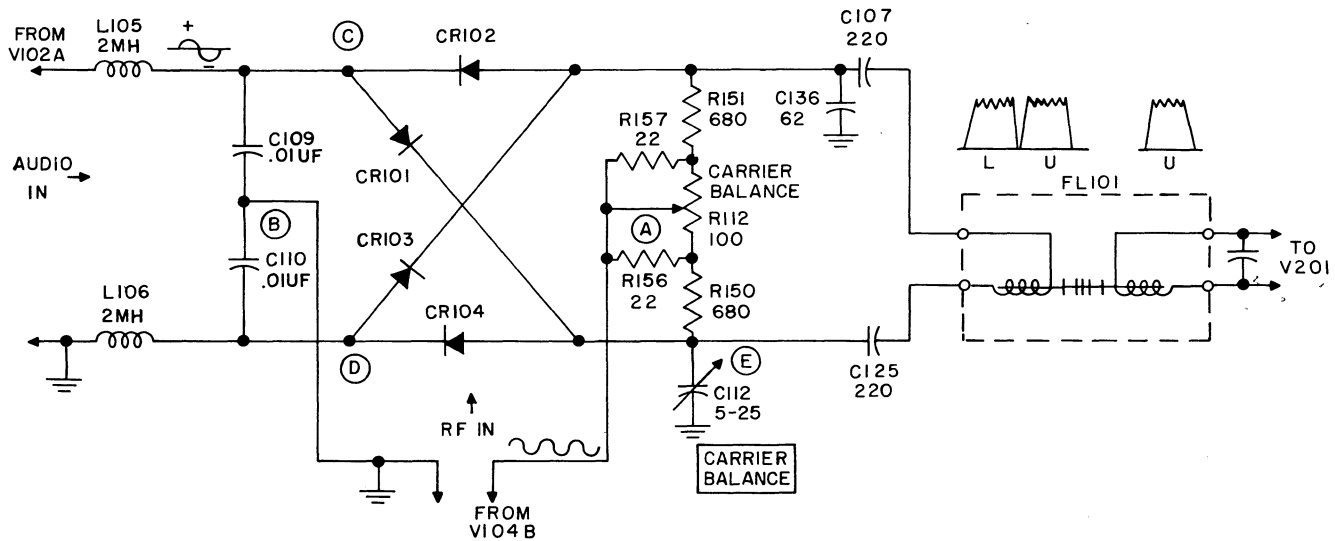 FROM
V102A
L105
2MH
+
-
C
CR102
C107
220
R151
680
C136
62
R157
22
C109
.01UF
AUDIO
IN
CR101
CARRIER
BALANCE
L U
U
FL101
B
CR103
A
R112
100
C110
.01UF
R156
22
TO
V201
L106
2MH
CR104
R150
680
D
E
C125
220
C112
5-25
RF IN
CARRIER
BALANCE
FROM
V104B